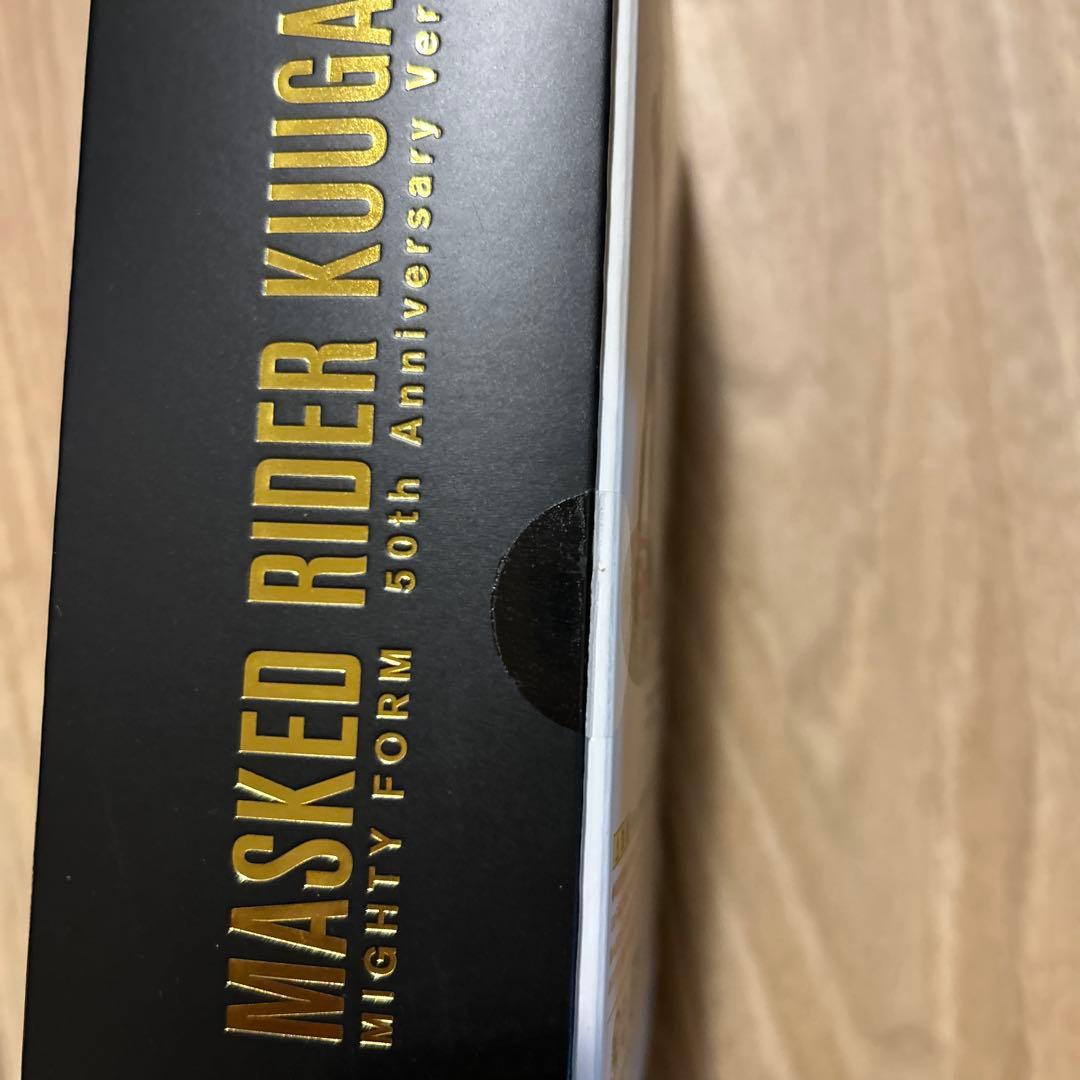 MASKED RIDER KUUGA
MIGHTY FORM 50th Anniversary Ver